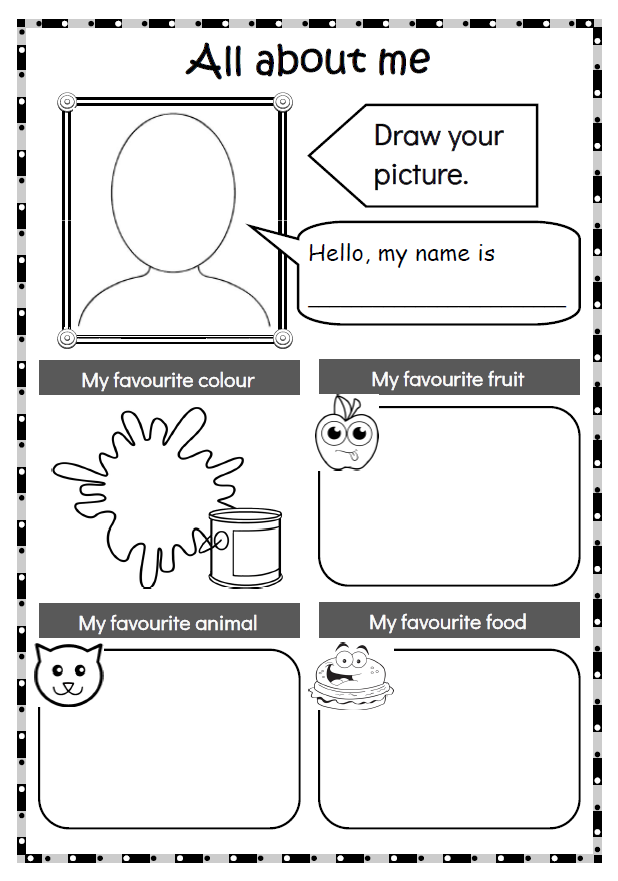 All about me
Draw your
picture.
Hello, my name is
My favourite colour
My favourite fruit
My favourite animal
My favourite food